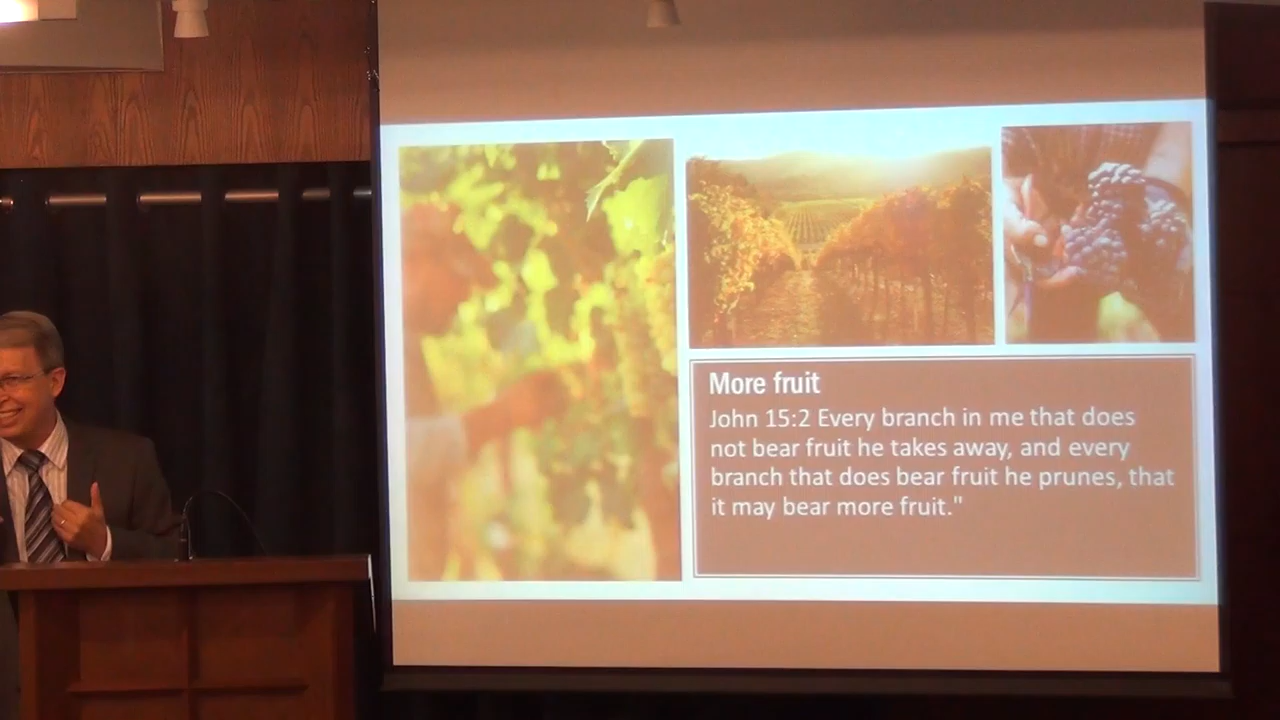 More fruit
John 15:2 Every branch in me that does
not bear fruit he takes away, and every
branch that does bear fruit he prunes, that
it may bear more fruit."